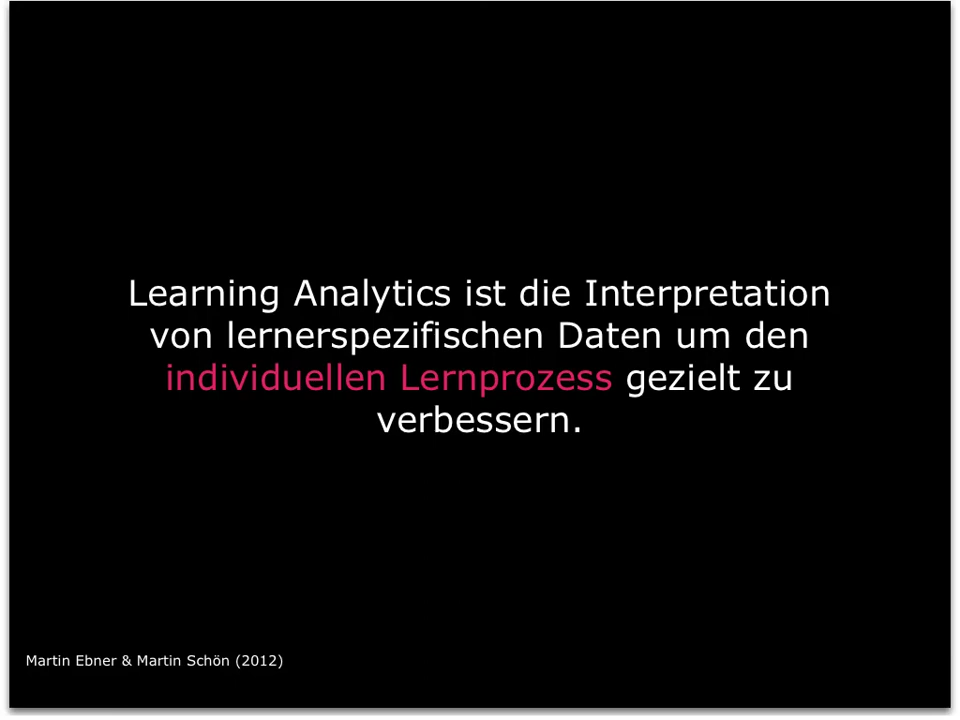 Learning Analytics ist die Interpretation
von lernerspezifischen Daten um den
individuellen Lernprozess gezielt zu
verbessern.
Martin Ebner & Martin Schön (2012)